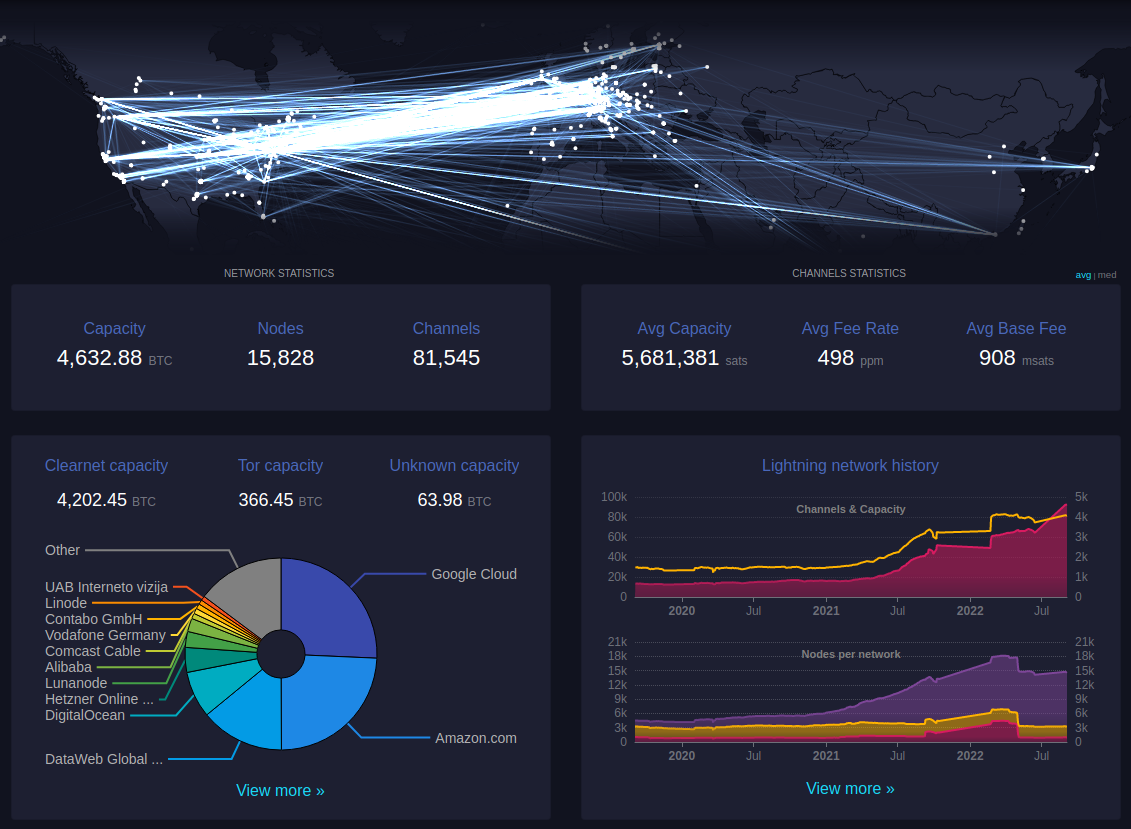 NETWORK STATISTICS
CHANNELS STATISTICS
avg | med
Capacity Nodes Channels
4,632.88 BTC 15,828 81,545
Avg Capacity Avg Fee Rate Avg Base Fee
5,681,381 sats 498 ppm 908 msats
Clearnet capacity Tor capacity Unknown capacity
4,202.45 BTC 366.45 BTC 63.98 BTC
Other
Google Cloud
UAB Interneto vizija
Linode
Contabo GmbH
Vodafone Germany
Comcast Cable
Alibaba
Lunanode
Hetzner Online ...
DigitalOcean
Amazon.com
DataWeb Global ...
View more »
Lightning network history
Channels & Capacity
100k 5k
80k 4k
60k 3k
40k 2k
20k 1k
0 0
2020 Jul 2021 Jul 2022 Jul
Nodes per network
21k 21k
18k 18k
15k 15k
12k 12k
9k 9k
6k 6k
3k 3k
0 0
2020 Jul 2021 Jul 2022 Jul
View more »